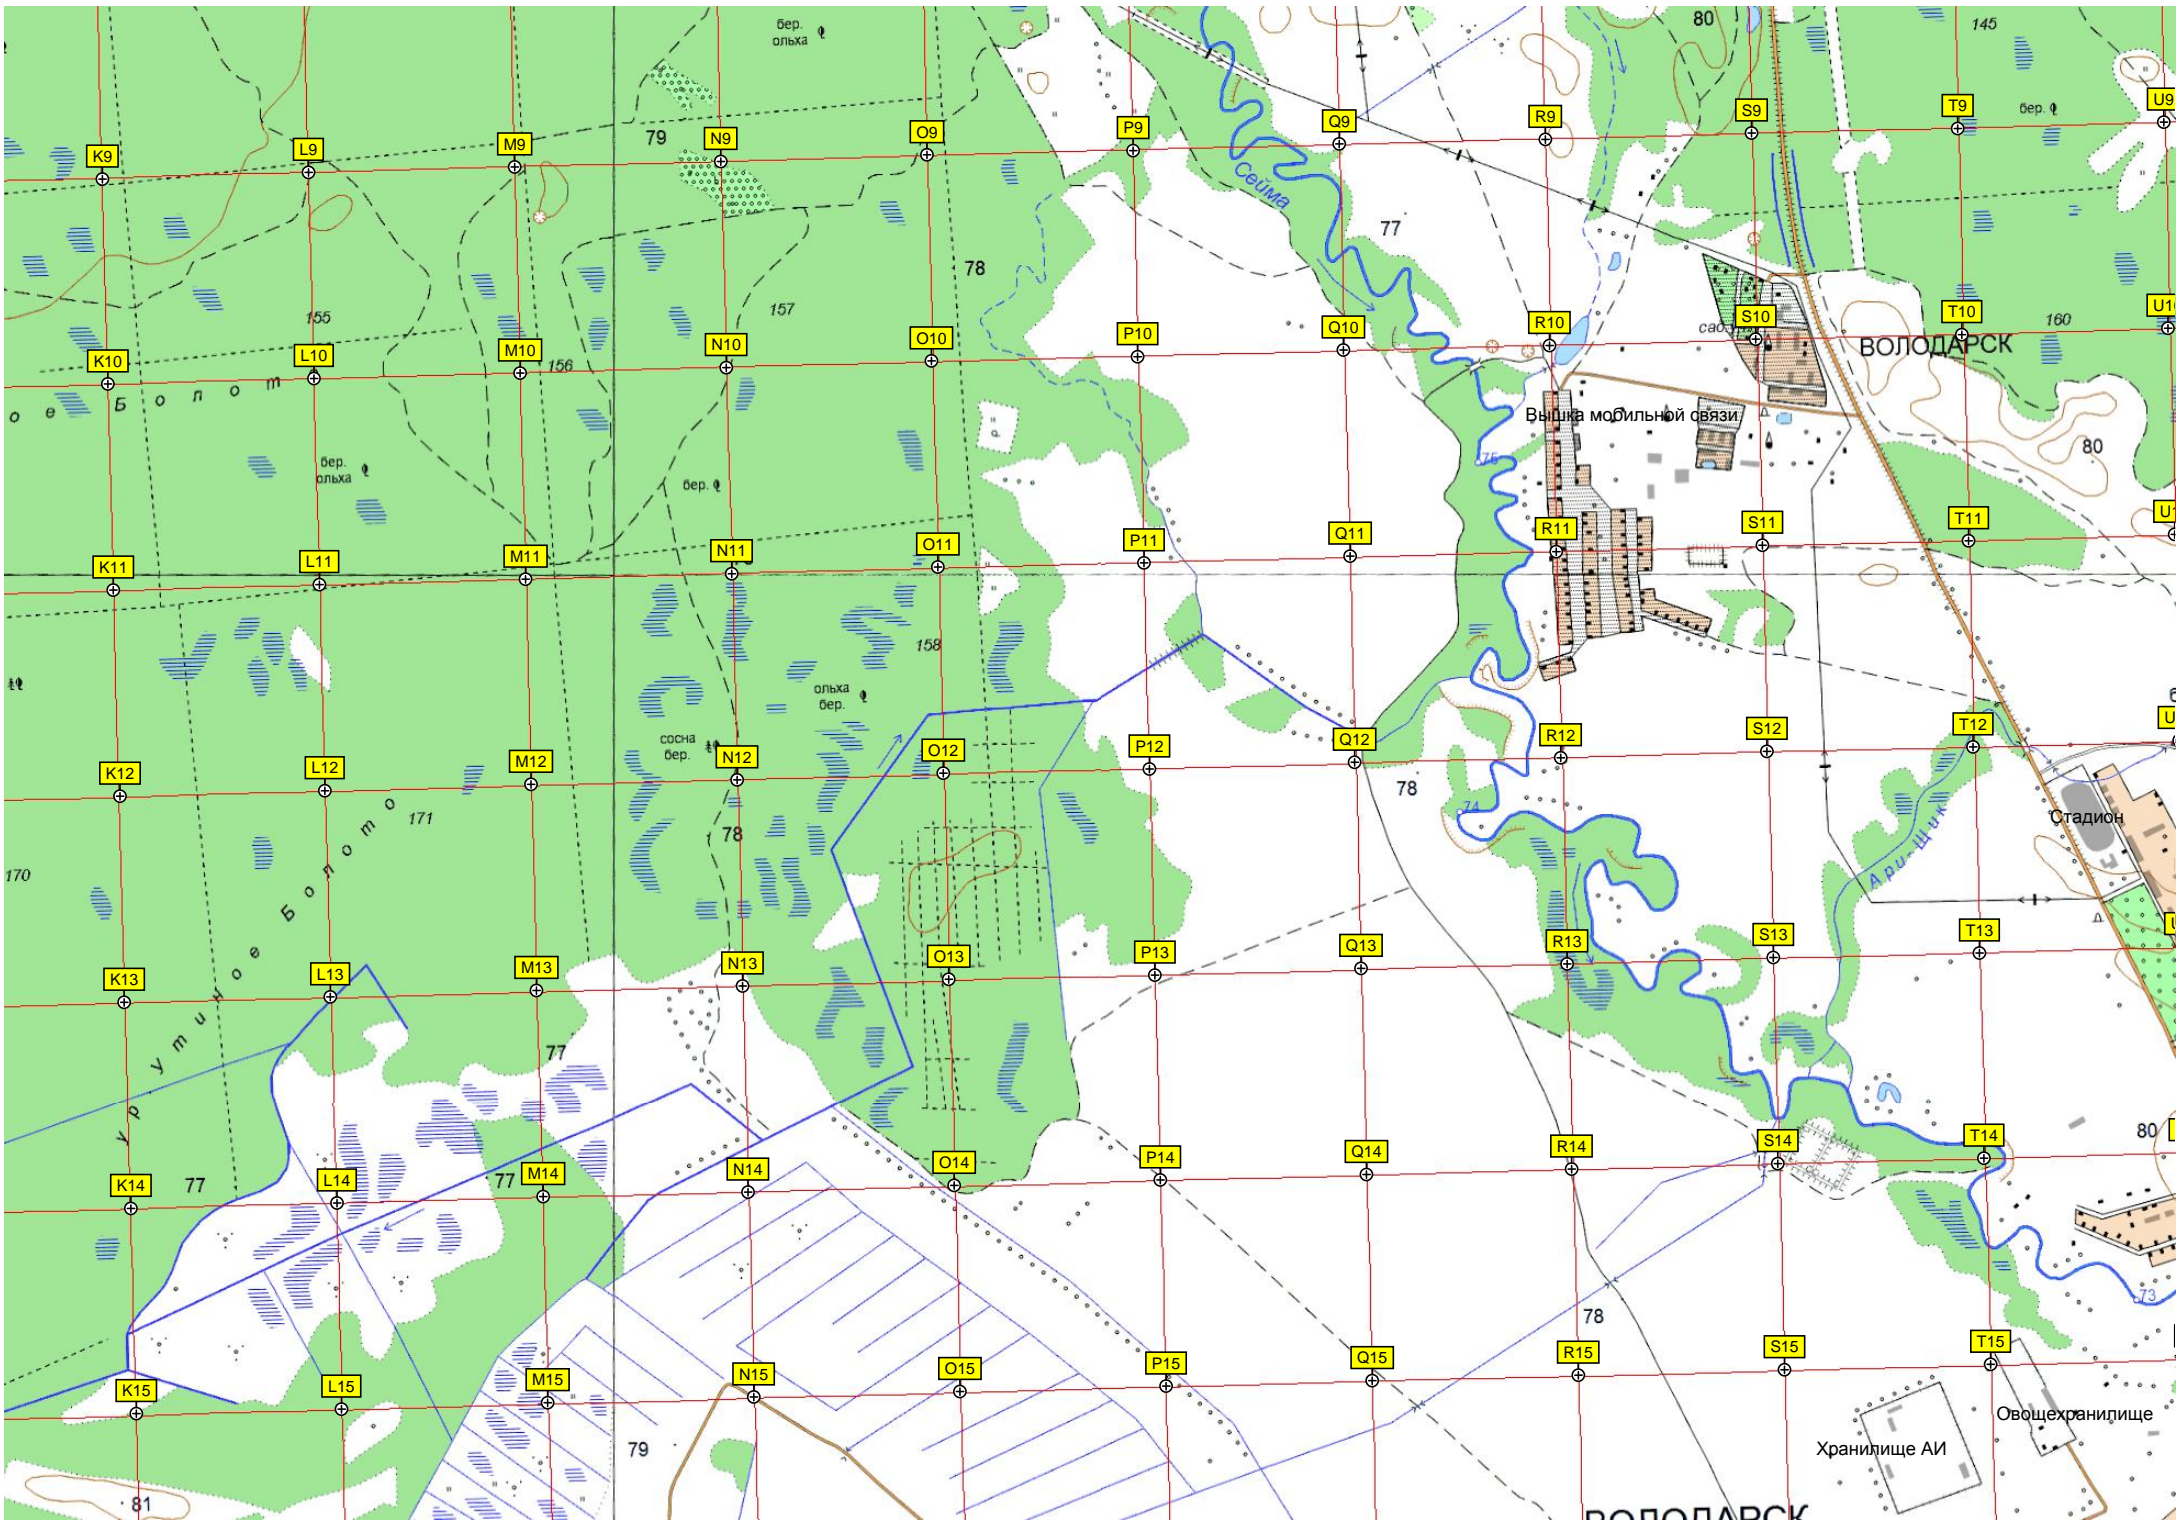 бер.
ольха
80
145
79
K9
L9
M9
N9
O9
P9
Q9
R9
S9
T9
бер.
U9
Сейма
77
78
155
157
156
160
K10
L10
M10
N10
O10
P10
Q10
R10
S10
T10
ВОЛОДАРСК
ое Болот
Вышка мобильной связи
75
80
бер.
ольха
бер.
K11
L11
M11
N11
O11
P11
Q11
R11
S11
T11
158
ольха
бер.
сосна
бер.
K12
L12
M12
N12
O12
P12
Q12
R12
S12
T12
78
74
78
171
170
Стадион
Ари-Щик
ур. утиное Болото
K13
L13
M13
N13
O13
P13
Q13
R13
S13
T13
77
80
77
77
K14
L14
M14
N14
O14
P14
Q14
R14
S14
T14
73
78
K15
L15
M15
N15
O15
P15
Q15
R15
S15
T15
Овощехранилище
Хранилище АИ
79
81
ВОЛОДАРСК